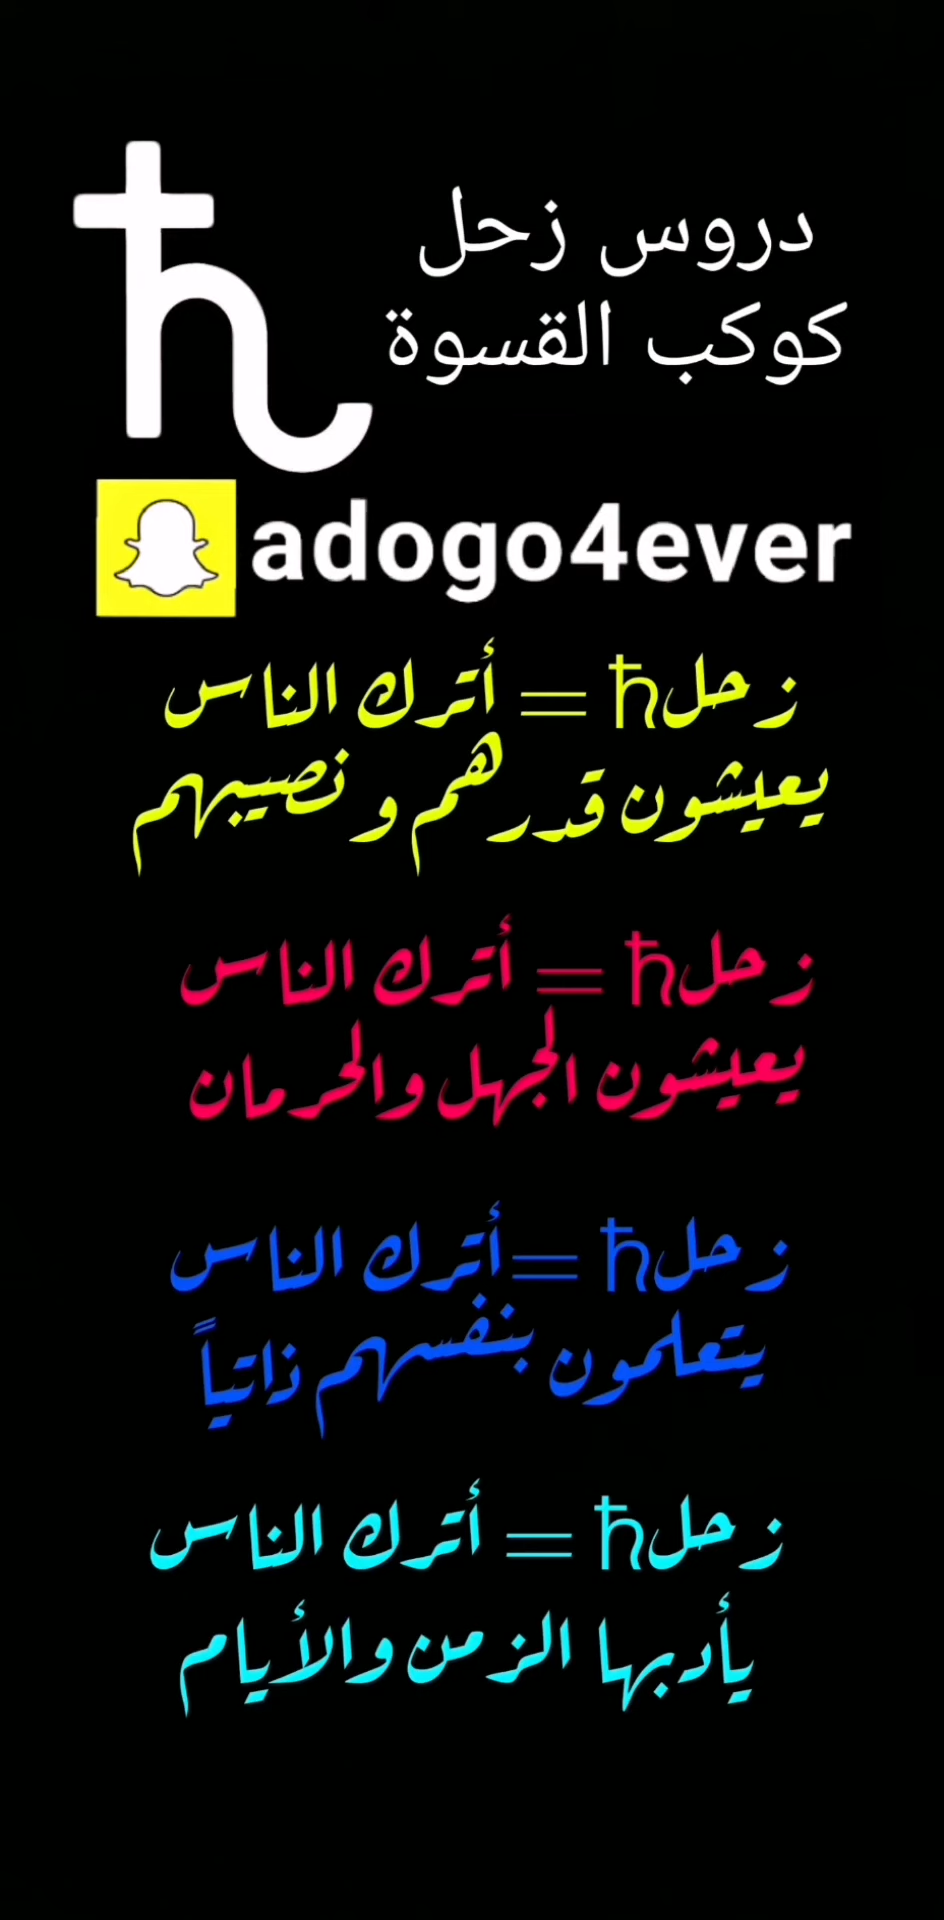 دروس زحل
كوكب القسوة
adogo4ever
زحل♄ = أترك الناس
يعيشون قدرهم و نصيبهم
زحل♄ = أترك الناس
يعيشون الجهل والحرمان
زحل♄ =أترك الناس
يتعلمون بنفسهم ذاتياً
زحل♄ = أترك الناس
يأدبها الزمن والأيام